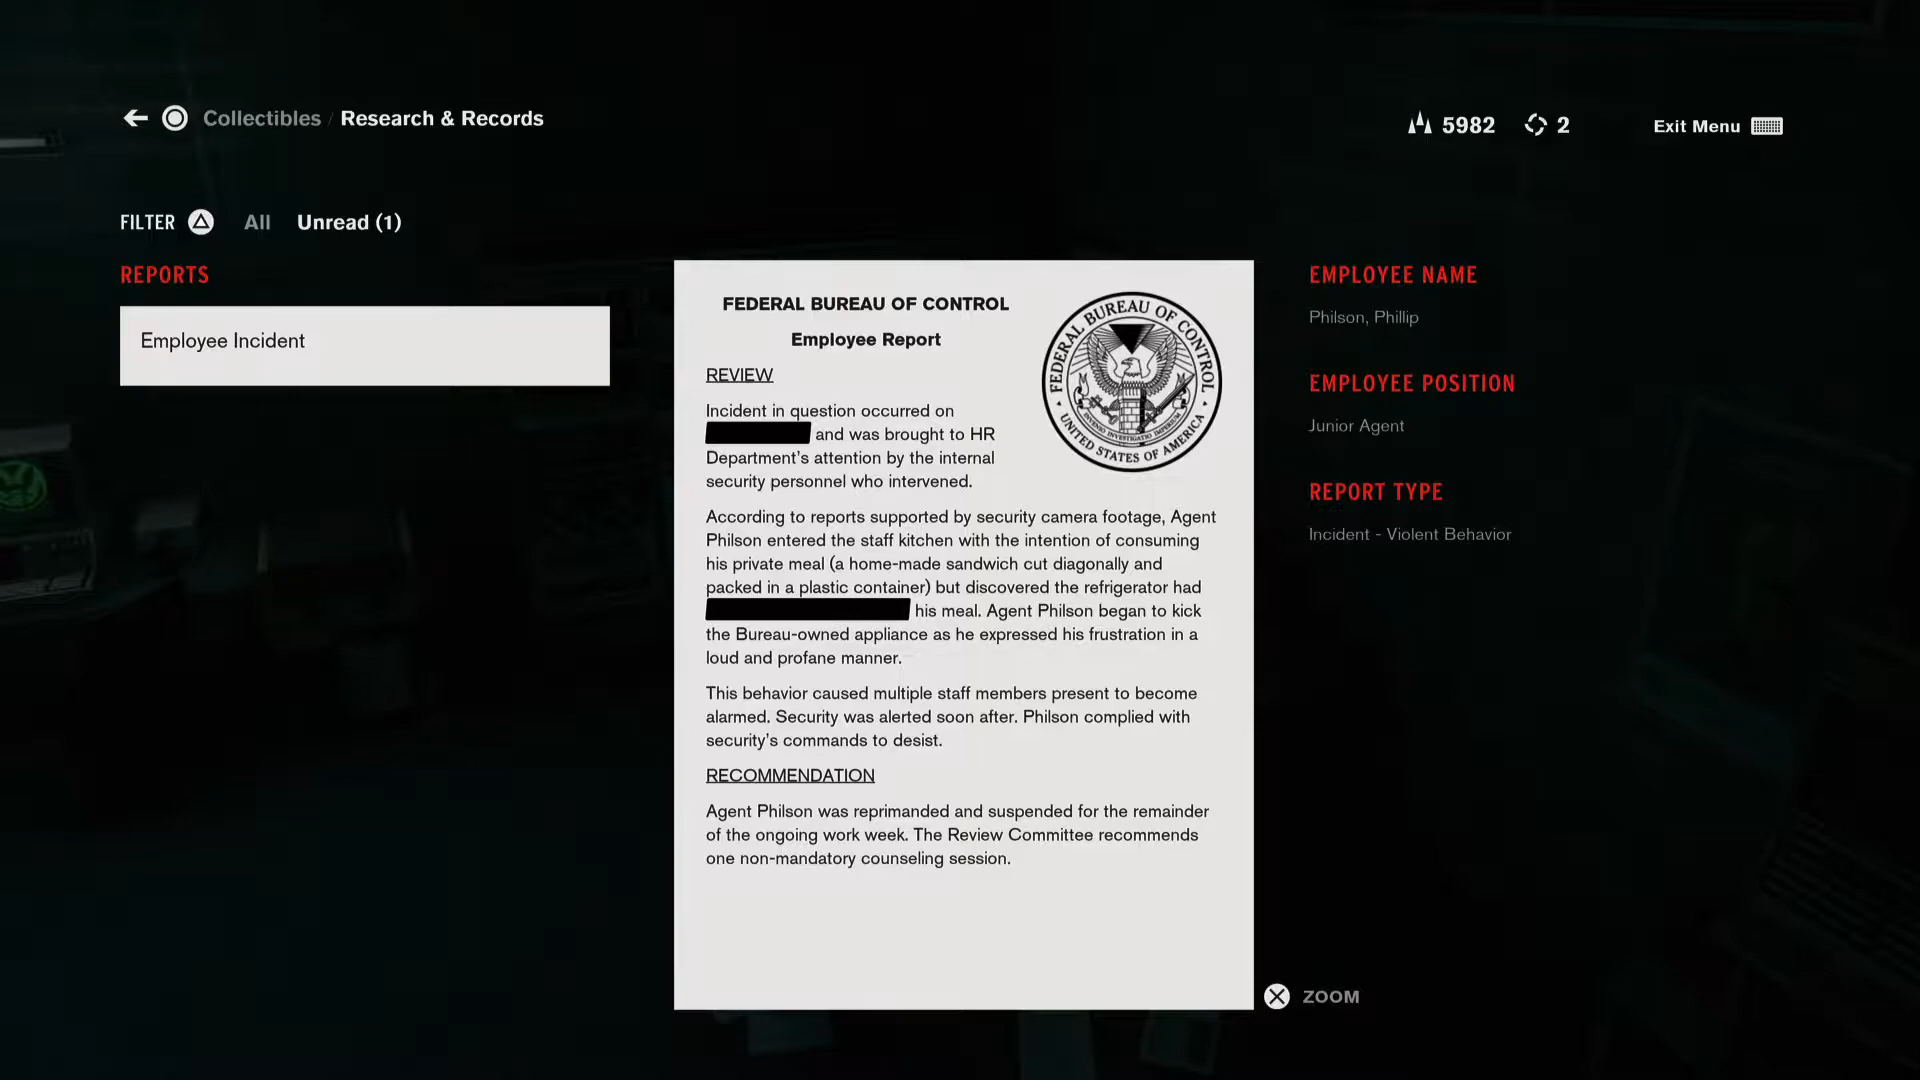 Collectibles / Research & Records
5982
2
Exit Menu
FILTER All Unread (1)
REPORTS
Employee Incident
FEDERAL BUREAU OF CONTROL
Employee Report
FEDERAL BUREAU OF CONTROL
INVENIO INVESTIGATIO IMPERIUM
UNITED STATES OF AMERICA
REVIEW
Incident in question occurred on
and was brought to HR
Department's attention by the internal
security personnel who intervened.
According to reports supported by security camera footage, Agent
Philson entered the staff kitchen with the intention of consuming
his private meal (a home-made sandwich cut diagonally and
packed in a plastic container) but discovered the refrigerator had
his meal. Agent Philson began to kick
the Bureau-owned appliance as he expressed his frustration in a
loud and profane manner.
This behavior caused multiple staff members present to become
alarmed. Security was alerted soon after. Philson complied with
security's commands to desist.
RECOMMENDATION
Agent Philson was reprimanded and suspended for the remainder
of the ongoing work week. The Review Committee recommends
one non-mandatory counseling session.
EMPLOYEE NAME
Philson, Phillip
EMPLOYEE POSITION
Junior Agent
REPORT TYPE
Incident - Violent Behavior
ZOOM